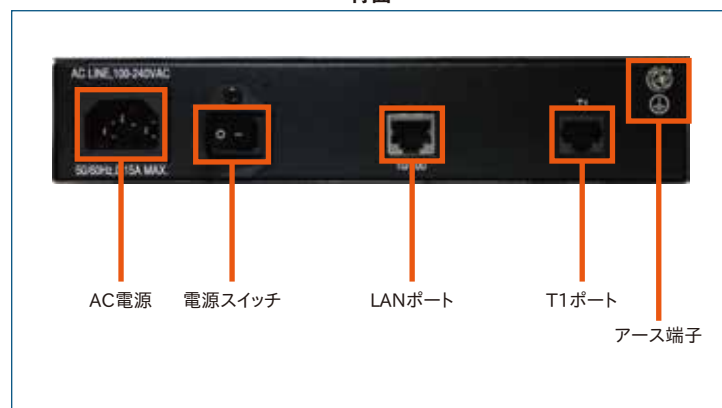 AC LINE,100-240VAC
T1
50/60Hz,0.15A MAX.
AC電源
電源スイッチ
LANポート
T1ポート
アース端子